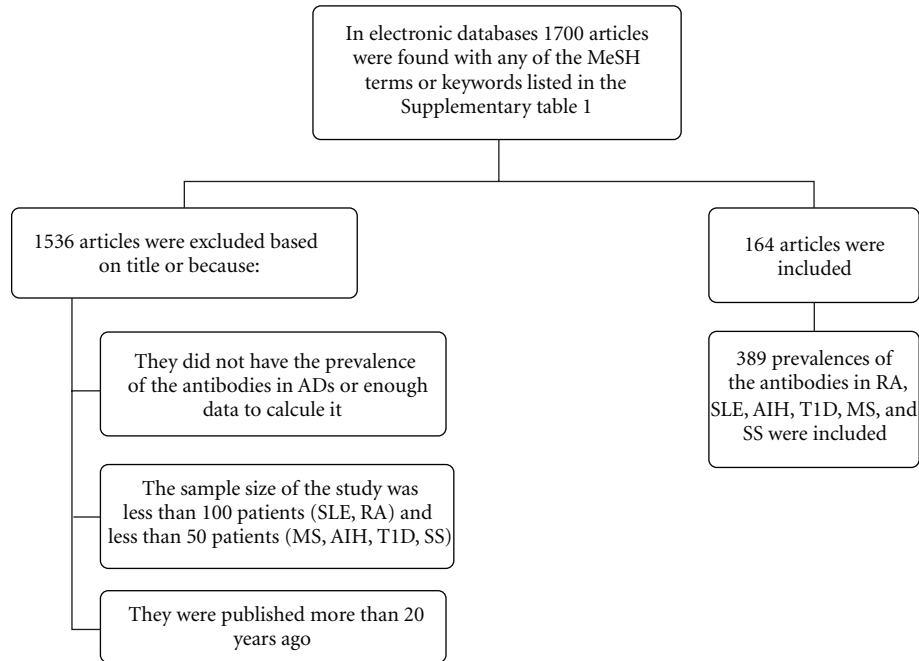 In electronic databases 1700 articles
were found with any of the MeSH
terms or keywords listed in the
Supplementary table 1
1536 articles were excluded based
on title or because:
164 articles were
included
They did not have the prevalence
of the antibodies in ADs or enough
data to calcule it
389 prevalences of
the antibodies in RA,
SLE, AIH, T1D, MS, and
SS were included
The sample size of the study was
less than 100 patients (SLE, RA) and
less than 50 patients (MS, AIH, T1D, SS)
They were published more than 20
years ago